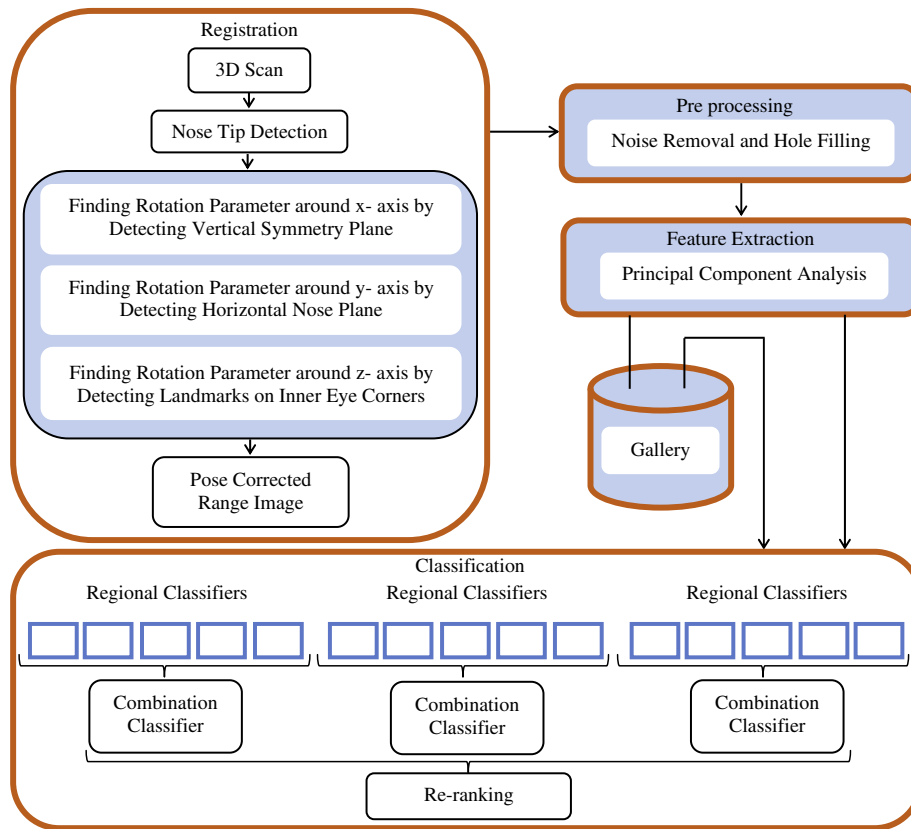 Registration
3D Scan
Nose Tip Detection
Finding Rotation Parameter around x- axis by
Detecting Vertical Symmetry Plane
Finding Rotation Parameter around y- axis by
Detecting Horizontal Nose Plane
Finding Rotation Parameter around z- axis by
Detecting Landmarks on Inner Eye Corners
Pose Corrected
Range Image
Pre processing
Noise Removal and Hole Filling
Feature Extraction
Principal Component Analysis
Gallery
Classification
Regional Classifiers
Regional Classifiers
Regional Classifiers
Combination
Classifier
Combination
Classifier
Combination
Classifier
Re-ranking